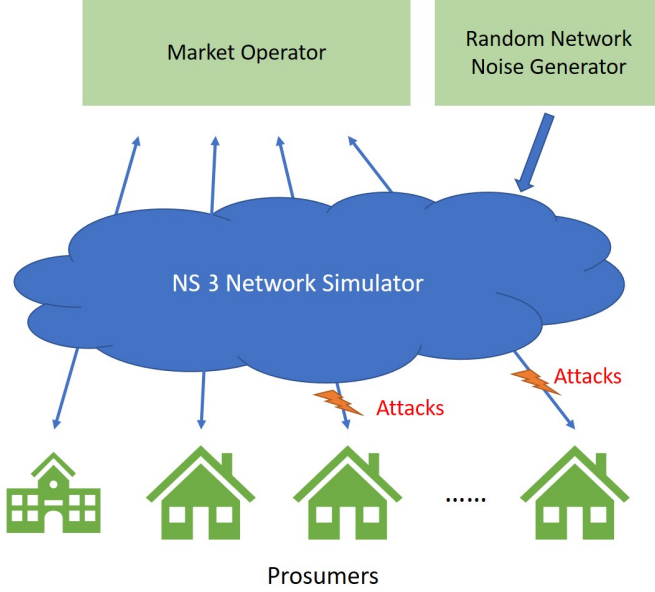 Market Operator
Random Network
Noise Generator
NS 3 Network Simulator
Attacks
Attacks
......
Prosumers